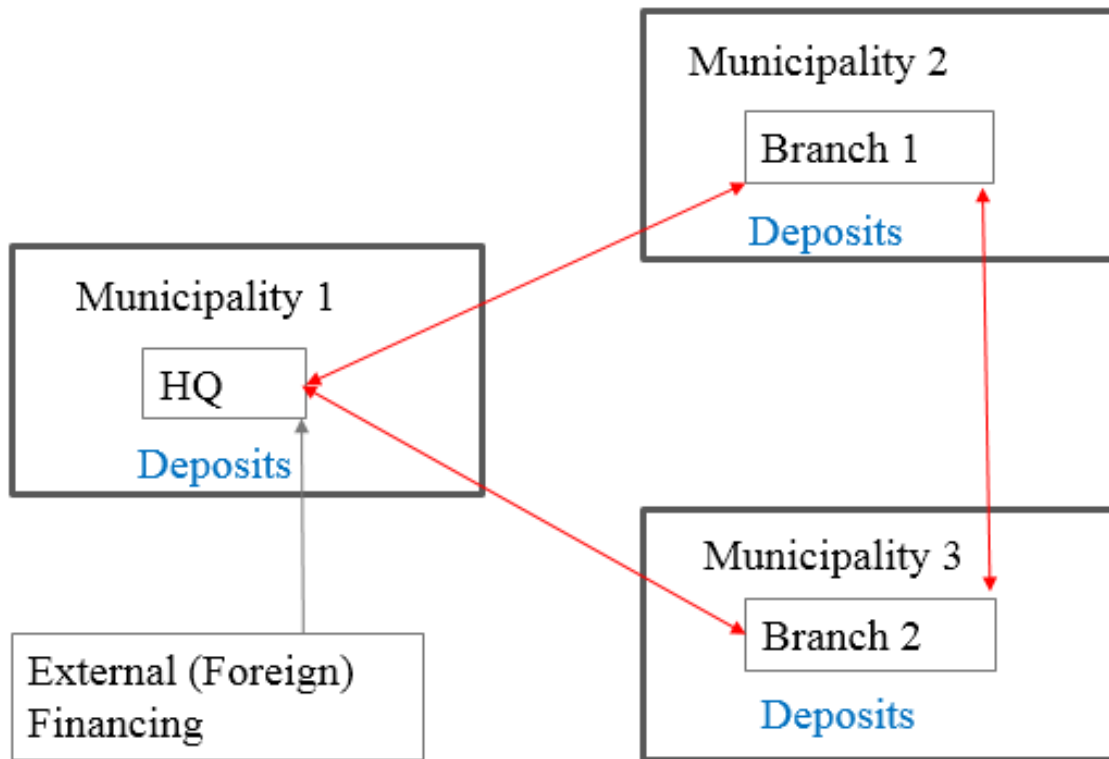 Municipality 2
Branch 1
Deposits
Municipality 1
HQ
Deposits
Municipality 3
Branch 2
Deposits
External (Foreign)
Financing